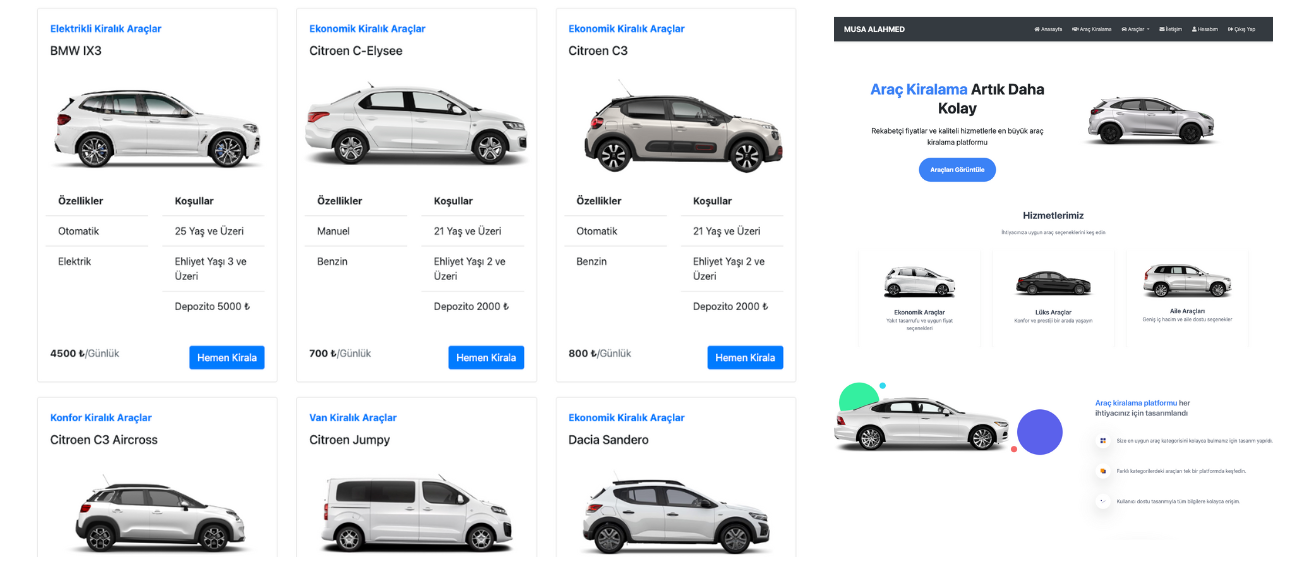 Elektrikli Kiralık Araçlar
BMW IX3
Özellikler
Koşullar
Otomatik
25 Yaş ve Üzeri
Elektrik
Ehliyet Yaşı 3 ve
Üzeri
Depozito 5000 ₺
4500 ₺/Günlük
Hemen Kirala
Ekonomik Kiralık Araçlar
Citroen C-Elysee
Özellikler
Koşullar
Manuel
21 Yaş ve Üzeri
Benzin
Ehliyet Yaşı 2 ve
Üzeri
Depozito 2000 ₺
700 ₺/Günlük
Hemen Kirala
Ekonomik Kiralık Araçlar
Citroen C3
Özellikler
Koşullar
Otomatik
21 Yaş ve Üzeri
Benzin
Ehliyet Yaşı 2 ve
Üzeri
Depozito 2000 ₺
800 ₺/Günlük
Hemen Kirala
Konfor Kiralık Araçlar
Citroen C3 Aircross
Van Kiralık Araçlar
Citroen Jumpy
Ekonomik Kiralık Araçlar
Dacia Sandero
MUSA ALAHMED
Anasayfa
Araç Kiralama
Araçlar
İletişim
Hesabım
Çıkış Yap
Araç Kiralama Artık Daha
Kolay
Rekabetçi fiyatlar ve kaliteli hizmetlerle en büyük araç
kiralama platformu
Araçları Görüntüle
Hizmetlerimiz
İhtiyacınıza uygun araç seçeneklerini keşfedin
Ekonomik Araçlar
Yakıt tasarrufu ve uygun fiyat
seçenekleri
Lüks Araçlar
Konfor ve prestiji bir arada yaşayın
Aile Araçları
Geniş iç hacim ve aile dostu seçenekler
Araç kiralama platformu her
ihtiyacınız için tasarımlandı
Size en uygun araç kategorisini kolayca bulmanız için tasarım yapıldı.
Farklı kategorilerdeki araçları tek bir platformda keşfedin.
Kullanıcı dostu tasarımıyla tüm bilgilere kolayca erişim.